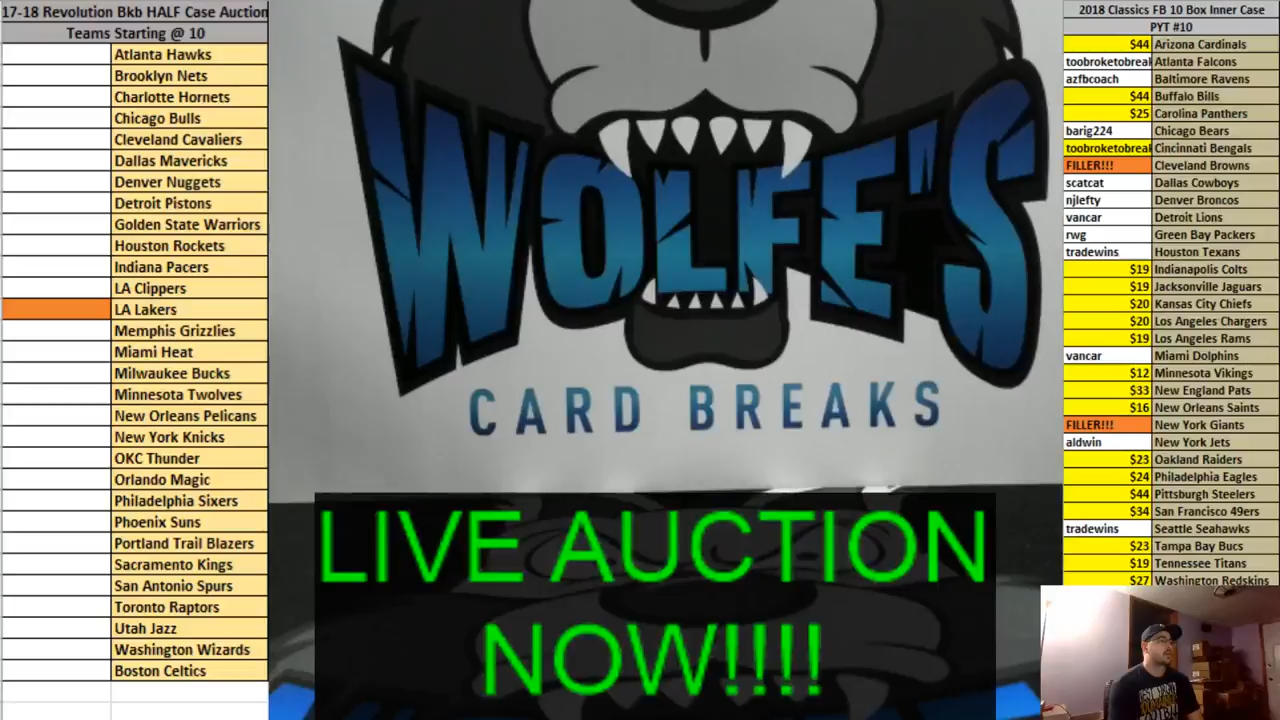 17-18 Revolution Bkb HALF Case Auction
Teams Starting @ 10
Atlanta Hawks
Brooklyn Nets
Charlotte Hornets
Chicago Bulls
Cleveland Cavaliers
Dallas Mavericks
Denver Nuggets
Detroit Pistons
Golden State Warriors
Houston Rockets
Indiana Pacers
LA Clippers
LA Lakers
Memphis Grizzlies
Miami Heat
Milwaukee Bucks
Minnesota Twolves
New Orleans Pelicans
New York Knicks
OKC Thunder
Orlando Magic
Philadelphia Sixers
Phoenix Suns
Portland Trail Blazers
Sacramento Kings
San Antonio Spurs
Toronto Raptors
Utah Jazz
Washington Wizards
Boston Celtics
WOLFE'S
CARD BREAKS
LIVE AUCTION
NOW!!!!
2018 Classics FB 10 Box Inner Case
PYT #10
$44 Arizona Cardinals
toobroketobreak Atlanta Falcons
azfbcoach Baltimore Ravens
$44 Buffalo Bills
$25 Carolina Panthers
barig224 Chicago Bears
toobroketobreak Cincinnati Bengals
FILLER!!! Cleveland Browns
scatcat Dallas Cowboys
njlefty Denver Broncos
vancar Detroit Lions
rwg Green Bay Packers
tradewins Houston Texans
$19 Indianapolis Colts
$19 Jacksonville Jaguars
$20 Kansas City Chiefs
$20 Los Angeles Chargers
$19 Los Angeles Rams
vancar Miami Dolphins
$12 Minnesota Vikings
$33 New England Pats
$16 New Orleans Saints
FILLER!!! New York Giants
aldwin New York Jets
$23 Oakland Raiders
$24 Philadelphia Eagles
$44 Pittsburgh Steelers
$34 San Francisco 49ers
tradewins Seattle Seahawks
$23 Tampa Bay Bucs
$19 Tennessee Titans
$27 Washington Redskins